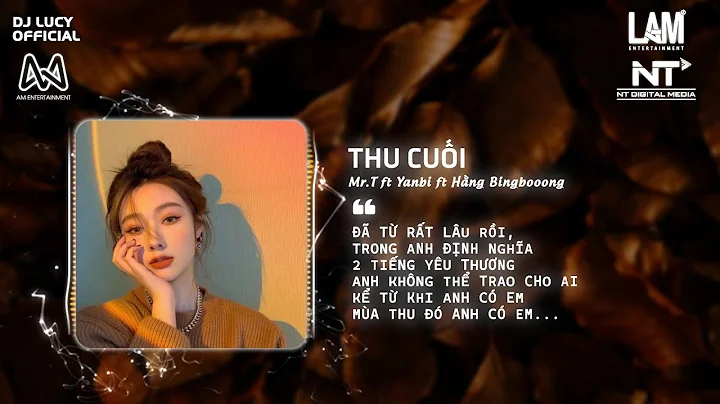 DJ LUCY
OFFICIAL
AM ENTERTAINMENT
LAM
ENTERTAINMENT
NT
NT DIGITAL MEDIA
THU CUỐI
Mr.T ft Yanbi ft Hằng Bingbooong
ĐÃ TỪ RẤT LÂU RỒI,
TRONG ANH ĐỊNH NGHĨA
2 TIẾNG YÊU THƯƠNG
ANH KHÔNG THỂ TRAO CHO AI
KỂ TỪ KHI ANH CÓ EM
MÙA THU ĐÓ ANH CÓ EM...